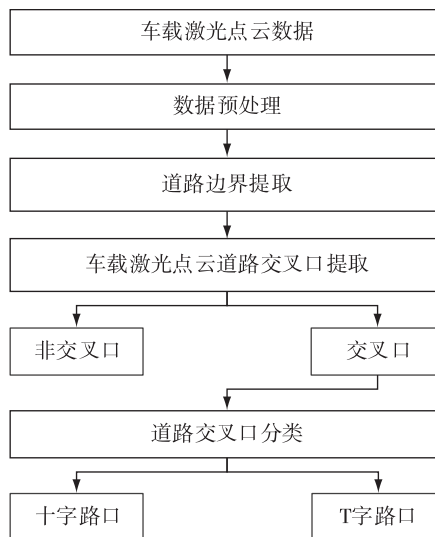 车载激光点云数据
数据预处理
道路边界提取
车载激光点云道路交叉口提取
非交叉口
交叉口
道路交叉口分类
十字路口
T字路口